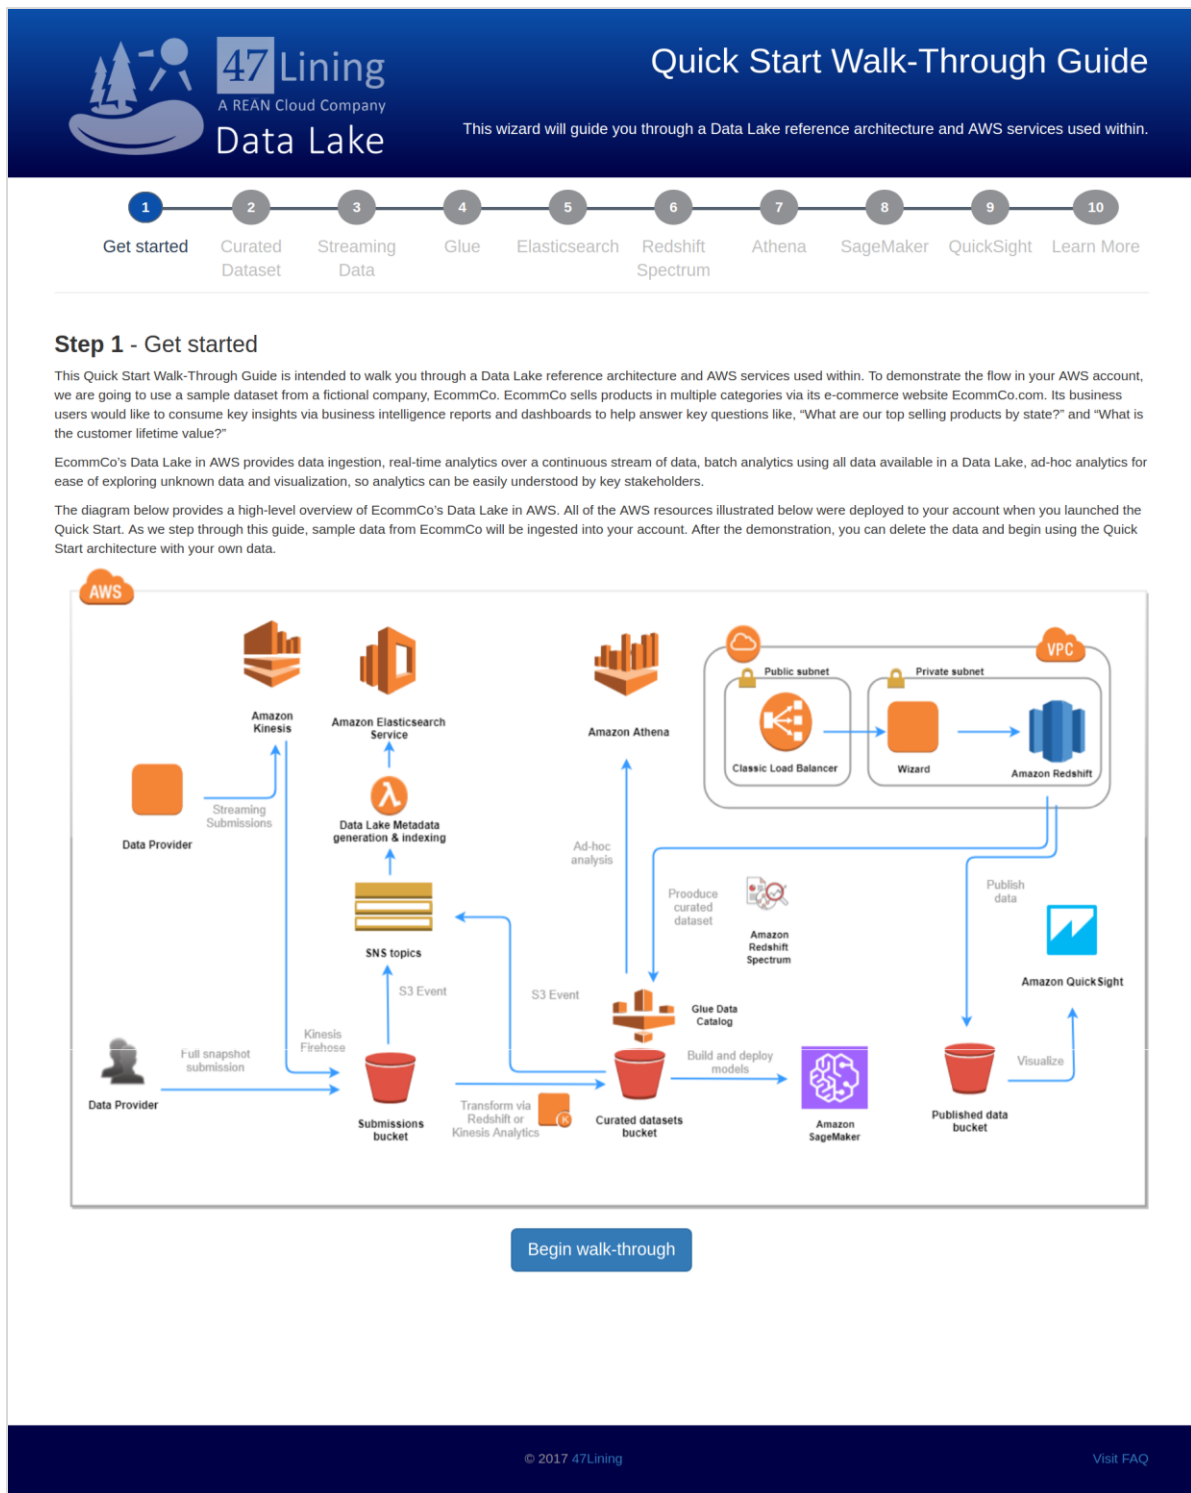 47 Lining
A REAN Cloud Company
Data Lake
Quick Start Walk-Through Guide
This wizard will guide you through a Data Lake reference architecture and AWS services used within.
1 2 3 4 5 6 7 8 9 10
Get started
Curated
Dataset
Streaming
Data
Glue
Elasticsearch
Redshift
Spectrum
Athena
SageMaker
QuickSight
Learn More
Step 1 - Get started
This Quick Start Walk-Through Guide is intended to walk you through a Data Lake reference architecture and AWS services used within. To demonstrate the flow in your AWS account,
we are going to use a sample dataset from a fictional company, EcommCo. EcommCo sells products in multiple categories via its e-commerce website EcommCo.com. Its business
users would like to consume key insights via business intelligence reports and dashboards to help answer key questions like, “What are our top selling products by state?” and “What is
the customer lifetime value?”
EcommCo’s Data Lake in AWS provides data ingestion, real-time analytics over a continuous stream of data, batch analytics using all data available in a Data Lake, ad-hoc analytics for
ease of exploring unknown data and visualization, so analytics can be easily understood by key stakeholders.
The diagram below provides a high-level overview of EcommCo’s Data Lake in AWS. All of the AWS resources illustrated below were deployed to your account when you launched the
Quick Start. As we step through this guide, sample data from EcommCo will be ingested into your account. After the demonstration, you can delete the data and begin using the Quick
Start architecture with your own data.
AWS
VPC
Public subnet
Private subnet
Amazon
Kinesis
Amazon Elasticsearch
Service
Amazon Athena
Classic Load Balancer
Wizard
Amazon Redshift
Streaming
Submissions
Data Provider
λ
Data Lake Metadata
generation & indexing
Ad-hoc
analysis
Prooduce
curated
dataset
Amazon
Redshift
Spectrum
Publish
data
SNS topics
Amazon QuickSight
S3 Event
S3 Event
Glue Data
Catalog
Kinesis
Firehose
Full snapshot
submission
Build and deploy
models
Visualize
Data Provider
Submissions
bucket
Transform via
Redshift or
Kinesis Analytics
K
Curated datasets
bucket
Amazon
SageMaker
Published data
bucket
Begin walk-through
© 2017 47Lining
Visit FAQ